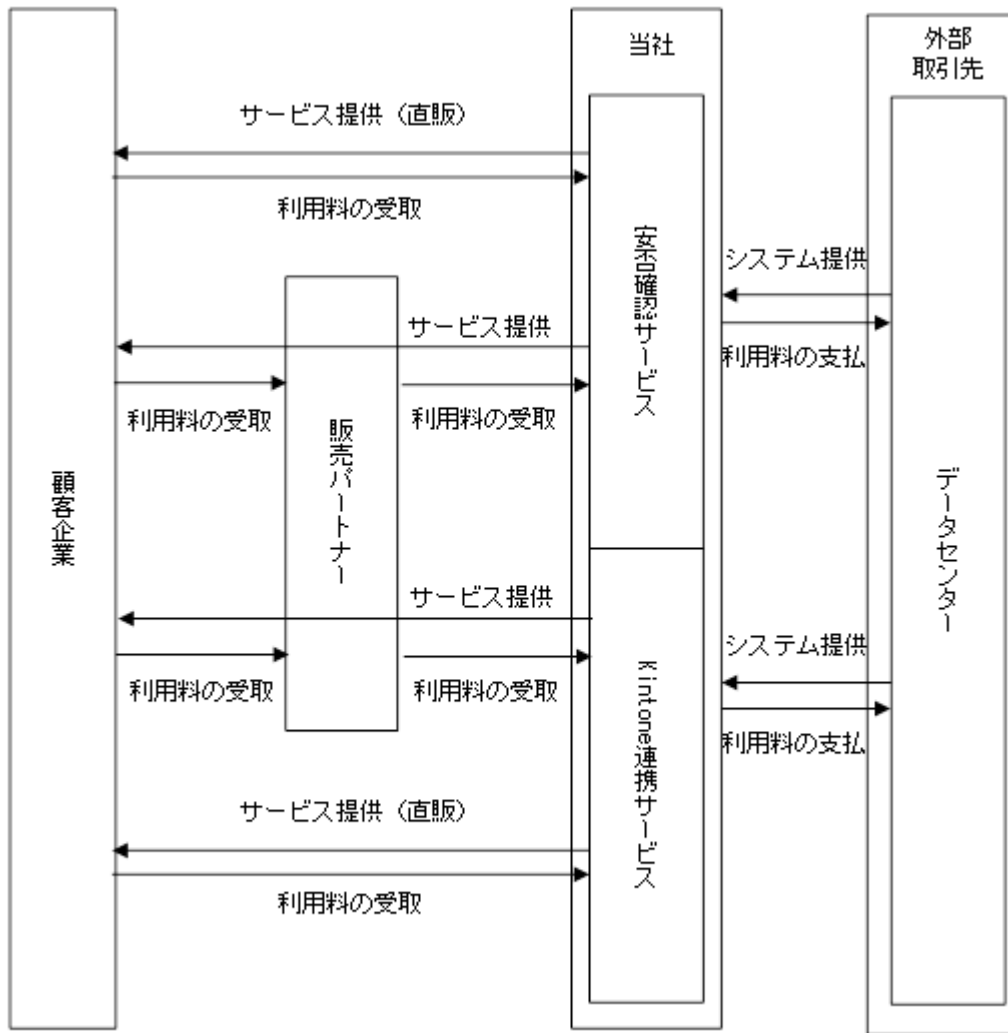 当社
外部
取引先
サービス提供（直販）
利用料の受取
安否確認サービス
システム提供
利用料の支払
サービス提供
利用料の受取
利用料の受取
販売パートナー
顧客企業
データセンター
サービス提供
利用料の受取
利用料の受取
Kintone連携サービス
システム提供
利用料の支払
サービス提供（直販）
利用料の受取